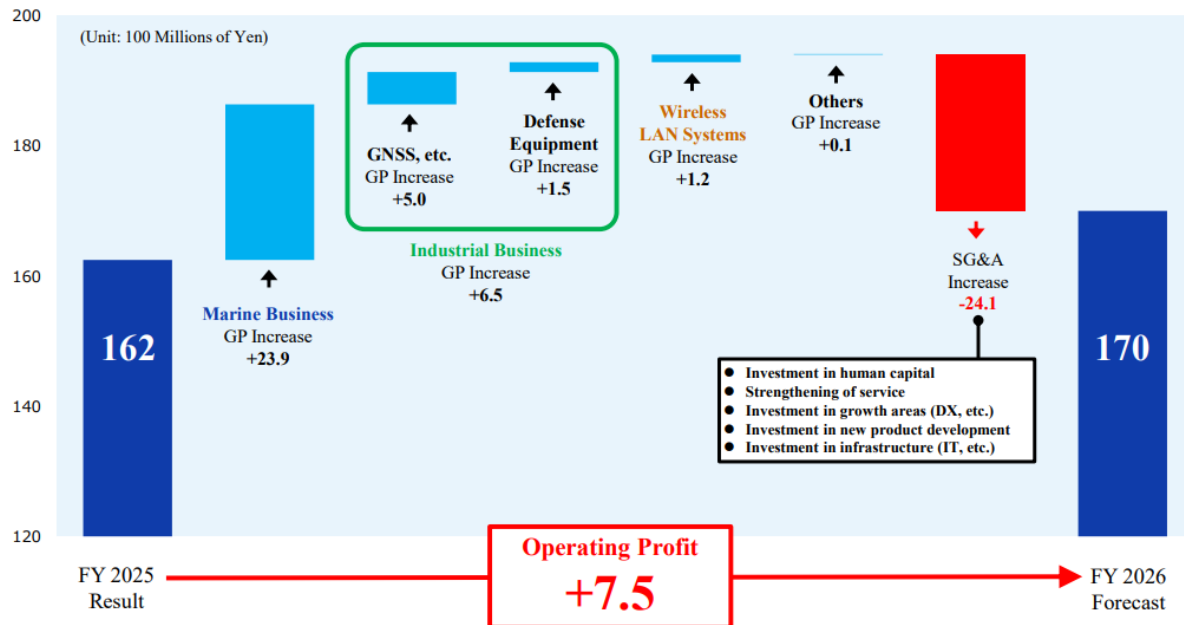 200
180
160
140
120
(Unit: 100 Millions of Yen)
162
Marine Business
GP Increase
+23.9
GNSS, etc.
GP Increase
+5.0
Defense
Equipment
GP Increase
+1.5
Industrial Business
GP Increase
+6.5
Wireless
LAN Systems
GP Increase
+1.2
Others
GP Increase
+0.1
SG&A
Increase
-24.1
● Investment in human capital
● Strengthening of service
● Investment in growth areas (DX, etc.)
● Investment in new product development
● Investment in infrastructure (IT, etc.)
170
FY 2025
Result
Operating Profit
+7.5
FY 2026
Forecast